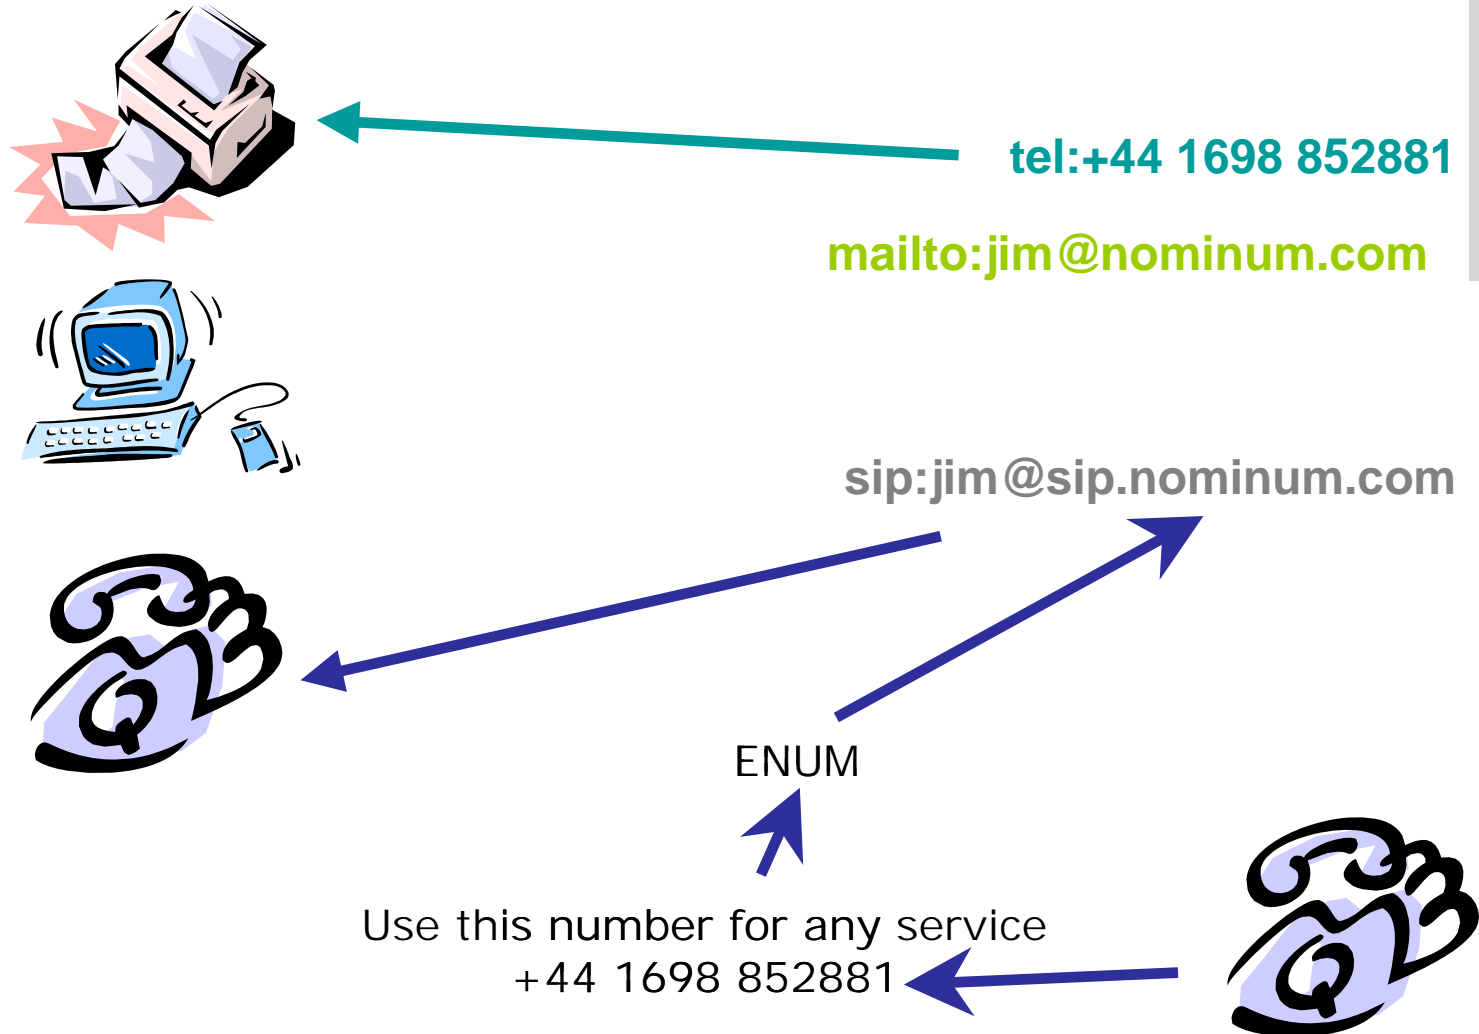 tel:+44 1698 852881
mailto:jim@nominum.com
sip:jim@sip.nominum.com
ENUM
Use this number for any service
+44 1698 852881